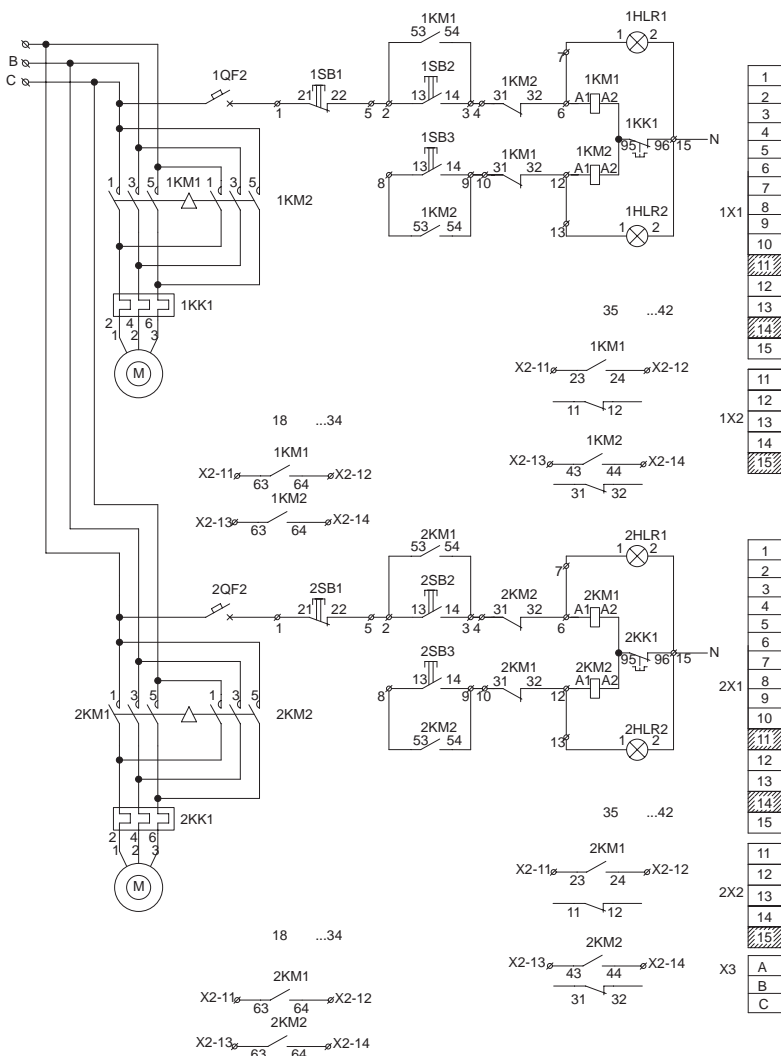 1KM1 1HLR1
53 54 1 2
B
C
1QF2 1SB1 1SB2 7 1KM2 1KM1
21 22 13 14 31 32 A1 A2
1 5 2 3 4 6
1KK1
95 96 15 N
1SB3 1KM1 1KM2
13 14 31 32 A1 A2
8 9 10 12
1KM2 1HLR2
53 54 13 1 2
1 3 5 1KM1 1 3 5 1KM2
1KK1
2 4 6
1 2 3
M
35 ...42
1KM1
X2-11 23 24 X2-12
11 12
1KM2
X2-13 43 44 X2-14
31 32
18 ...34
1KM1
X2-11 63 64 X2-12
1KM2
X2-13 63 64 X2-14
1X1
1
2
3
4
5
6
7
8
9
10
11
12
13
14
15
1X2
11
12
13
14
15
2KM1 2HLR1
53 54 1 2
2QF2 2SB1 2SB2 7 2KM2 2KM1
21 22 13 14 31 32 A1 A2
1 5 2 3 4 6
2KK1
95 96 15 N
2SB3 2KM1 2KM2
13 14 31 32 A1 A2
8 9 10 12
2KM2 2HLR2
53 54 13 1 2
1 3 5 2KM1 1 3 5 2KM2
2KK1
2 4 6
1 2 3
M
35 ...42
2KM1
X2-11 23 24 X2-12
11 12
2KM2
X2-13 43 44 X2-14
31 32
18 ...34
2KM1
X2-11 63 64 X2-12
2KM2
X2-13 63 64 X2-14
2X1
1
2
3
4
5
6
7
8
9
10
11
12
13
14
15
2X2
11
12
13
14
15
X3
A
B
C